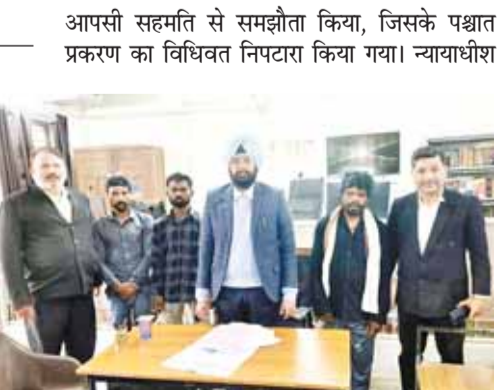 आपसी सहमति से समझौता किया, जिसके पश्चात
प्रकरण का विधिवत निपटारा किया गया। न्यायाधीश